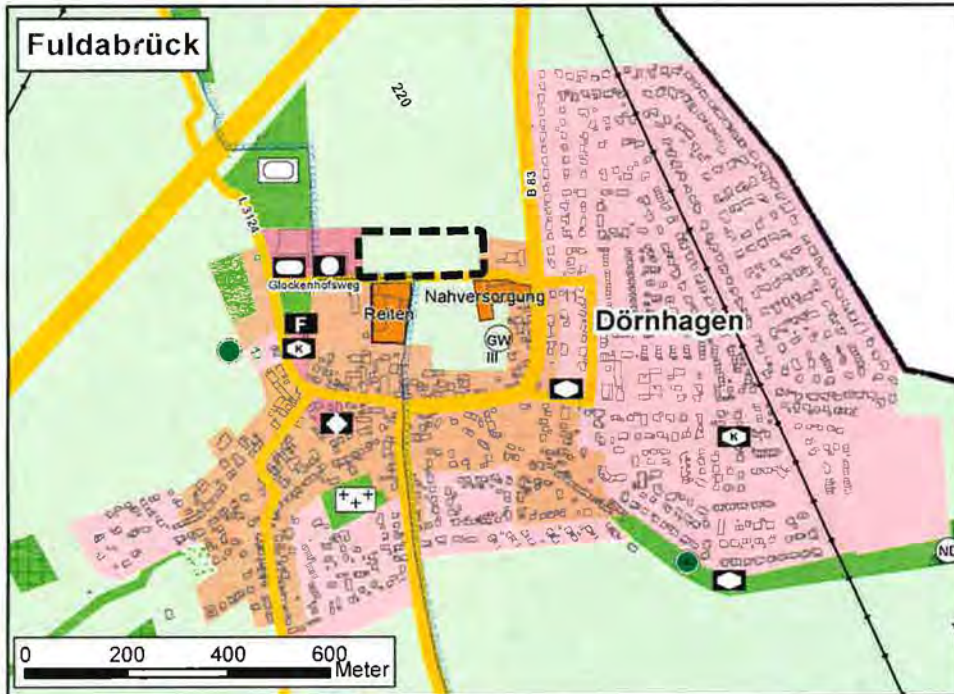 Fuldabrück
220
B 83
L 3124
Glockenhofsweg
Nahversorgung
Reiten
Dörnhagen
GW
III
F
K
K
ND
0 200 400 600 Meter